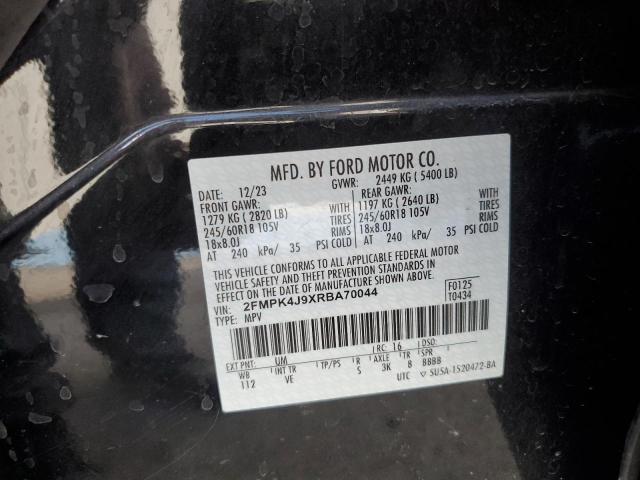 MFD. BY FORD MOTOR CO.
DATE: 12/23 GVWR: 2449 KG ( 5400 LB)
FRONT GAWR: WITH REAR GAWR: WITH
1279 KG ( 2820 LB) TIRES 1197 KG ( 2640 LB) TIRES
245/60R18 105V RIMS 245/60R18 105V RIMS
18x8.0J 18x8.0J
AT 240 kPa/ 35 PSI COLD AT 240 kPa/ 35 PSI COLD
THIS VEHICLE CONFORMS TO ALL APPLICABLE FEDERAL MOTOR
VEHICLE SAFETY AND THEFT PREVENTION STANDARDS IN
EFFECT ON THE DATE OF MANUFACTURE SHOWN ABOVE.
VIN: 2FMPK4J9XRBA70044 F0125
TYPE: MPV T0434
EXT PNT: UM RC: 16 DSO:
WB INT TR TP/PS R AXLE TR SPR
112 VE S 3K 8 BBBB
UTC ▽ SU5A-1520472-BA